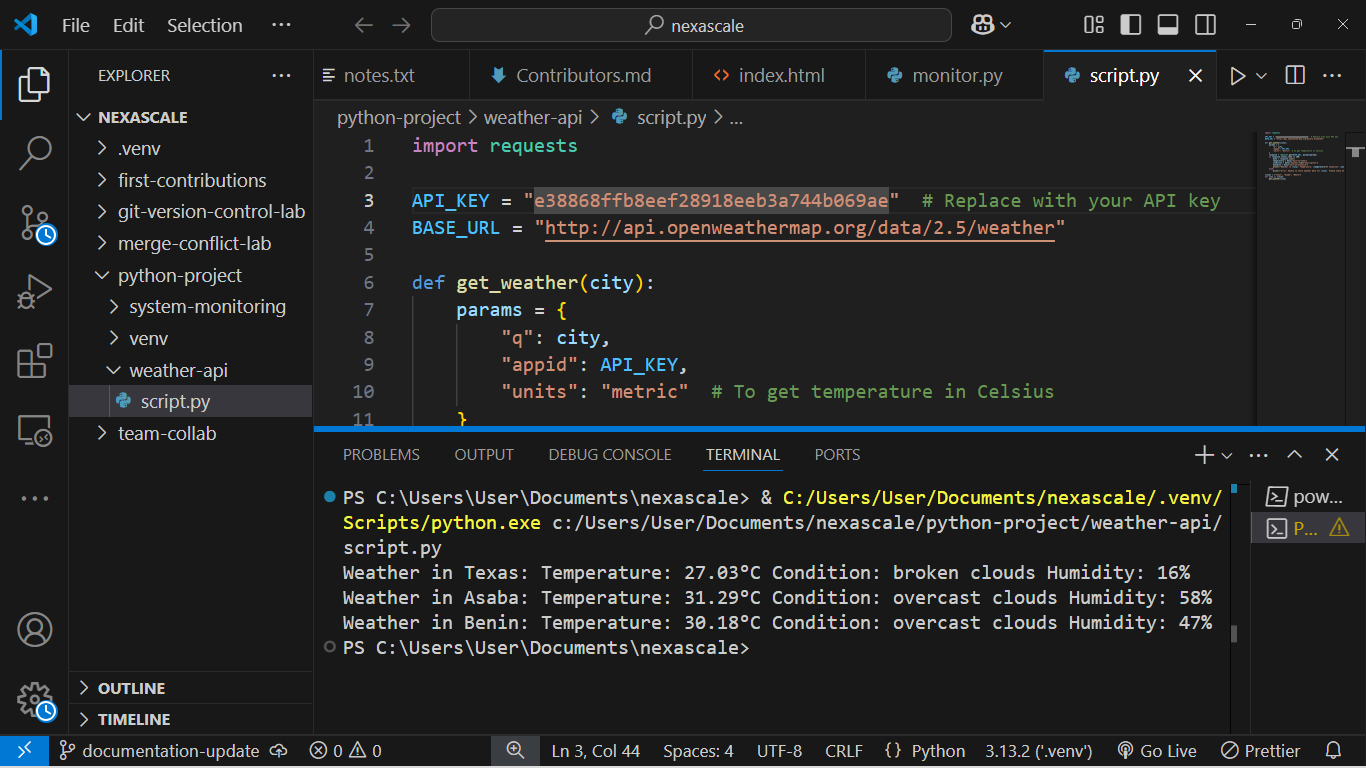 File Edit Selection ··· nexascale
EXPLORER ···
NEXASCALE
.venv
first-contributions
git-version-control-lab
merge-conflict-lab
python-project
system-monitoring
venv
weather-api
script.py
team-collab
OUTLINE
TIMELINE
notes.txt Contributors.md index.html monitor.py script.py
python-project > weather-api > script.py > ...
1 import requests
2
3 API_KEY = "e38868ffb8eef28918eeb3a744b069ae" # Replace with your API key
4 BASE_URL = "http://api.openweathermap.org/data/2.5/weather"
5
6 def get_weather(city):
7 params = {
8 "q": city,
9 "appid": API_KEY,
10 "units": "metric" # To get temperature in Celsius
11 }
PROBLEMS OUTPUT DEBUG CONSOLE TERMINAL PORTS
PS C:\Users\User\Documents\nexascale> & C:/Users/User/Documents/nexascale/.venv/
Scripts/python.exe c:/Users/User/Documents/nexascale/python-project/weather-api/
script.py
Weather in Texas: Temperature: 27.03°C Condition: broken clouds Humidity: 16%
Weather in Asaba: Temperature: 31.29°C Condition: overcast clouds Humidity: 58%
Weather in Benin: Temperature: 30.18°C Condition: overcast clouds Humidity: 47%
PS C:\Users\User\Documents\nexascale>
pow...
P...
documentation-update 0 0 Ln 3, Col 44 Spaces: 4 UTF-8 CRLF {} Python 3.13.2 ('.venv') Go Live Prettier